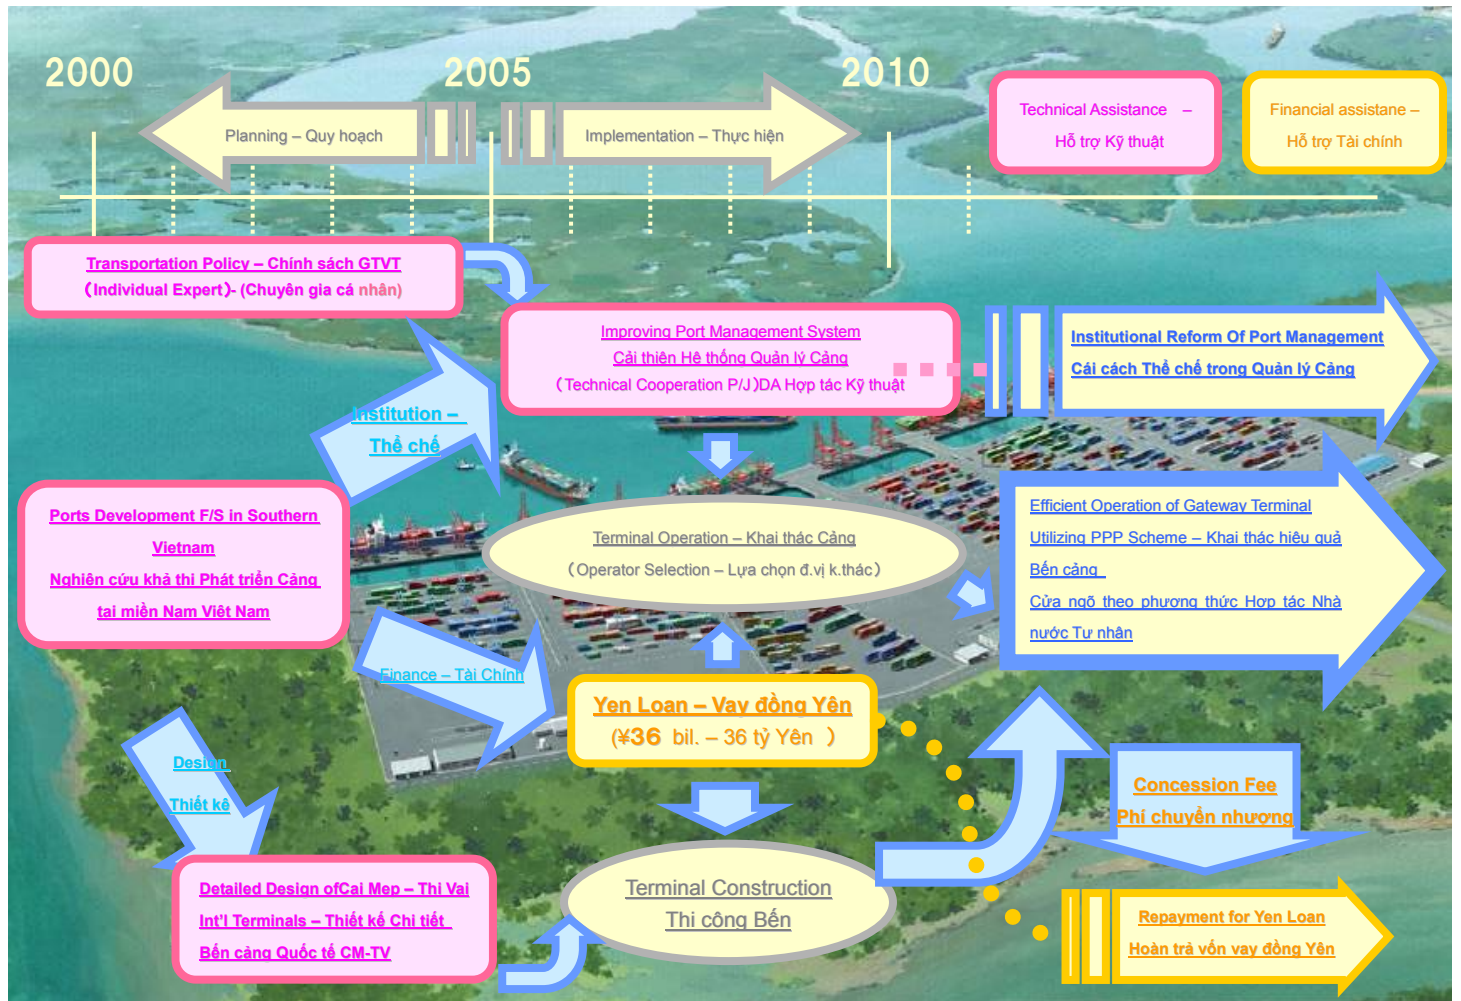 2000
2005
2010
Planning – Quy hoạch
Implementation – Thực hiện
Technical Assistance –
Hỗ trợ Kỹ thuật
Financial assistane –
Hỗ trợ Tài chính
Transportation Policy – Chính sách GTVT
(Individual Expert)- (Chuyên gia cá nhân)
Improving Port Management System
Cải thiện Hệ thống Quản lý Cảng
(Technical Cooperation P/J)DA Hợp tác Kỹ thuật
Institutional Reform Of Port Management
Cải cách Thể chế trong Quản lý Cảng
Institution –
Thể chế
Ports Development F/S in Southern
Vietnam
Nghiên cứu khả thi Phát triển Cảng
tại miền Nam Việt Nam
Terminal Operation – Khai thác Cảng
(Operator Selection – Lựa chọn đ.vị k.thác)
Efficient Operation of Gateway Terminal
Utilizing PPP Scheme – Khai thác hiệu quả
Bến cảng
Cửa ngõ theo phương thức Hợp tác Nhà
nước Tư nhân
Finance – Tài Chính
Yen Loan – Vay đồng Yên
(¥36 bil. – 36 tỷ Yên )
Design
Thiết kê
Concession Fee
Phí chuyển nhượng
Detailed Design ofCai Mep – Thi Vai
Int'l Terminals – Thiết kế Chi tiết
Bến cảng Quốc tế CM-TV
Terminal Construction
Thi công Bến
Repayment for Yen Loan
Hoàn trả vốn vay đồng Yên